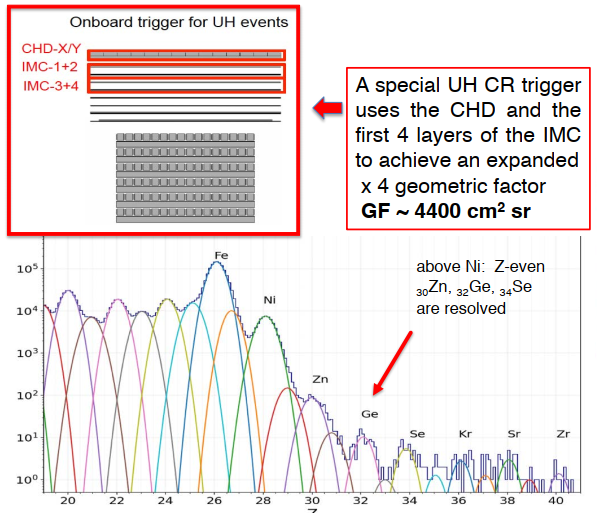 Onboard trigger for UH events
CHD-X/Y
IMC-1+2
IMC-3+4
A special UH CR trigger
uses the CHD and the
first 4 layers of the IMC
to achieve an expanded
x 4 geometric factor
GF ~ 4400 cm² sr
above Ni: Z-even
₃₀Zn, ₃₂Ge, ₃₄Se
are resolved
Fe
Ni
Zn
Ge
Se
Kr
Sr
Zr
10⁵
10⁴
10³
10²
10¹
10⁰
20 22 24 26 28 30 32 34 36 38 40
Z